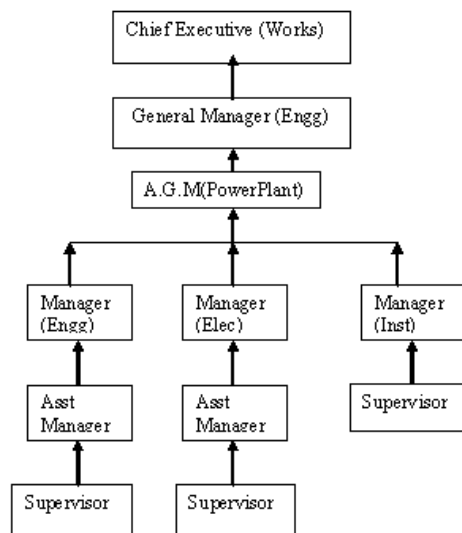 Chief Executive (Works)
General Manager (Engg)
A.G.M(PowerPlant)
Manager
(Engg)
Manager
(Elec)
Manager
(Inst)
Asst
Manager
Asst
Manager
Supervisor
Supervisor
Supervisor